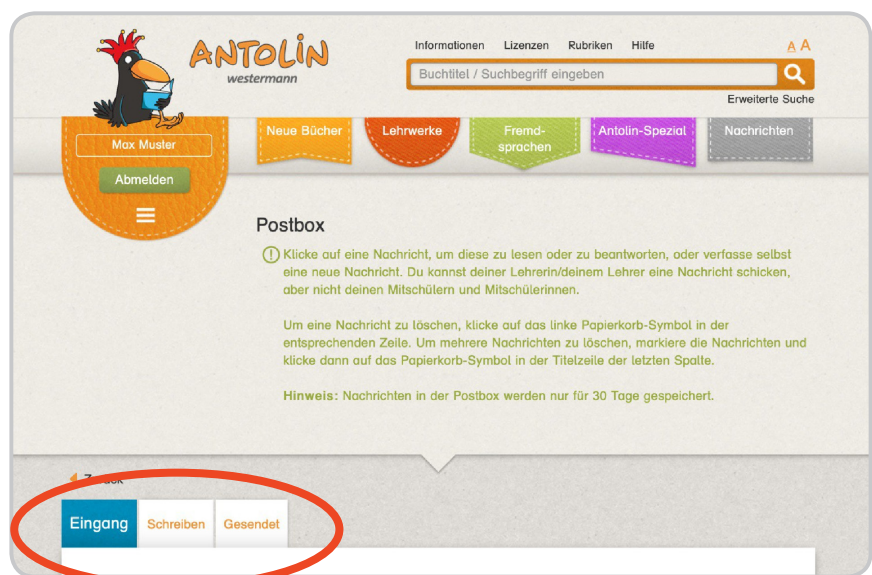 ANTOLIN
westermann
Informationen Lizenzen Rubriken Hilfe A A
Buchtitel / Suchbegriff eingeben
Erweiterte Suche
Max Muster
Abmelden
Neue Bücher
Lehrwerke
Fremd-
sprachen
Antolin-Spezial
Nachrichten
Postbox
Klicke auf eine Nachricht, um diese zu lesen oder zu beantworten, oder verfasse selbst
eine neue Nachricht. Du kannst deiner Lehrerin/deinem Lehrer eine Nachricht schicken,
aber nicht deinen Mitschülern und Mitschülerinnen.
Um eine Nachricht zu löschen, klicke auf das linke Papierkorb-Symbol in der
entsprechenden Zeile. Um mehrere Nachrichten zu löschen, markiere die Nachrichten und
klicke dann auf das Papierkorb-Symbol in der Titelzeile der letzten Spalte.
Hinweis: Nachrichten in der Postbox werden nur für 30 Tage gespeichert.
Zurück
Eingang Schreiben Gesendet